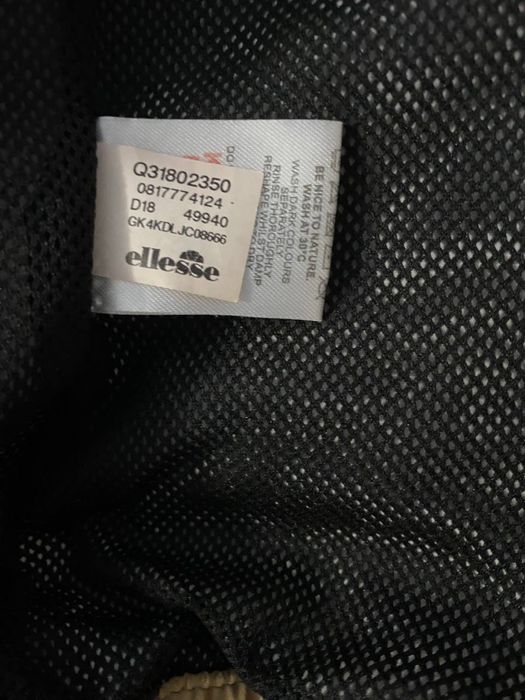 Q31802350
0817774124
D18 49940
GK4KDLJC08666
ellesse
BE NICE TO NATURE.
WASH AT 30°C
WASH DARK COLOURS
SEPARATELY
RINSE THOROUGHLY
RESHAPE WHILST DAMP